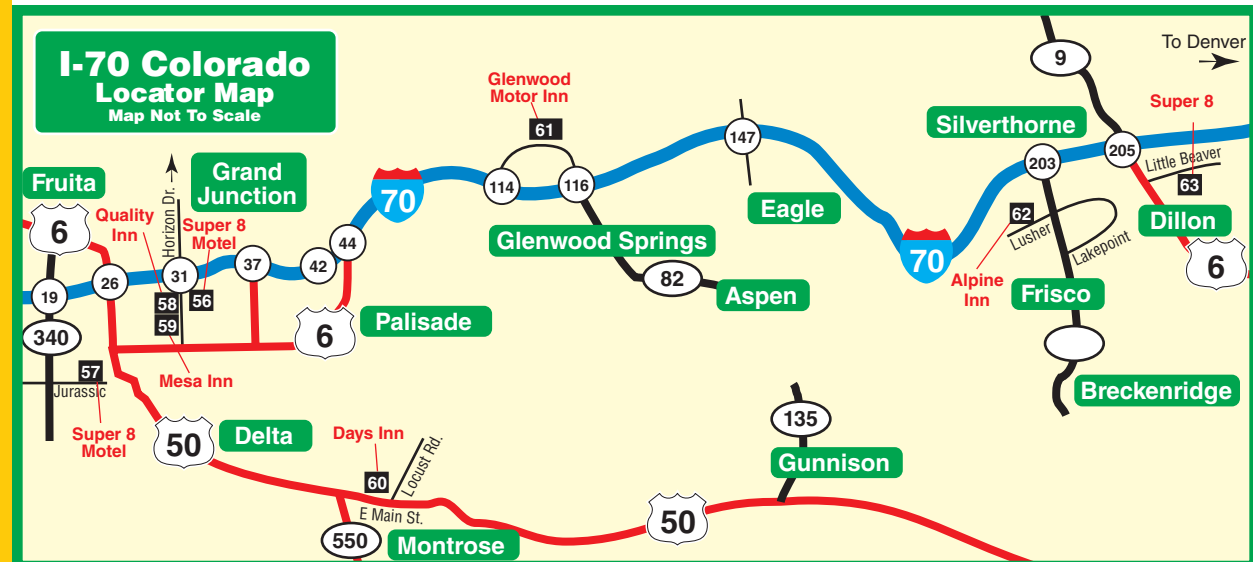 I-70 Colorado
Locator Map
Map Not To Scale
To Denver
9
Glenwood
Motor Inn
61
Super 8
Silverthorne
147
205
203
Little Beaver
63
Dillon
6
Fruita
6
Grand
Junction
Horizon Dr.
Quality
Inn
Super 8
Motel
70
114
116
Eagle
62
Lusher
Lakepoint
Glenwood Springs
44
42
37
31
26
19
58
59
56
82
Aspen
70
Alpine
Inn
Frisco
340
6
Palisade
57
Jurassic
Mesa Inn
Breckenridge
Super 8
Motel
50
Delta
Days Inn
60
Locust Rd.
E Main St.
135
Gunnison
50
550
Montrose